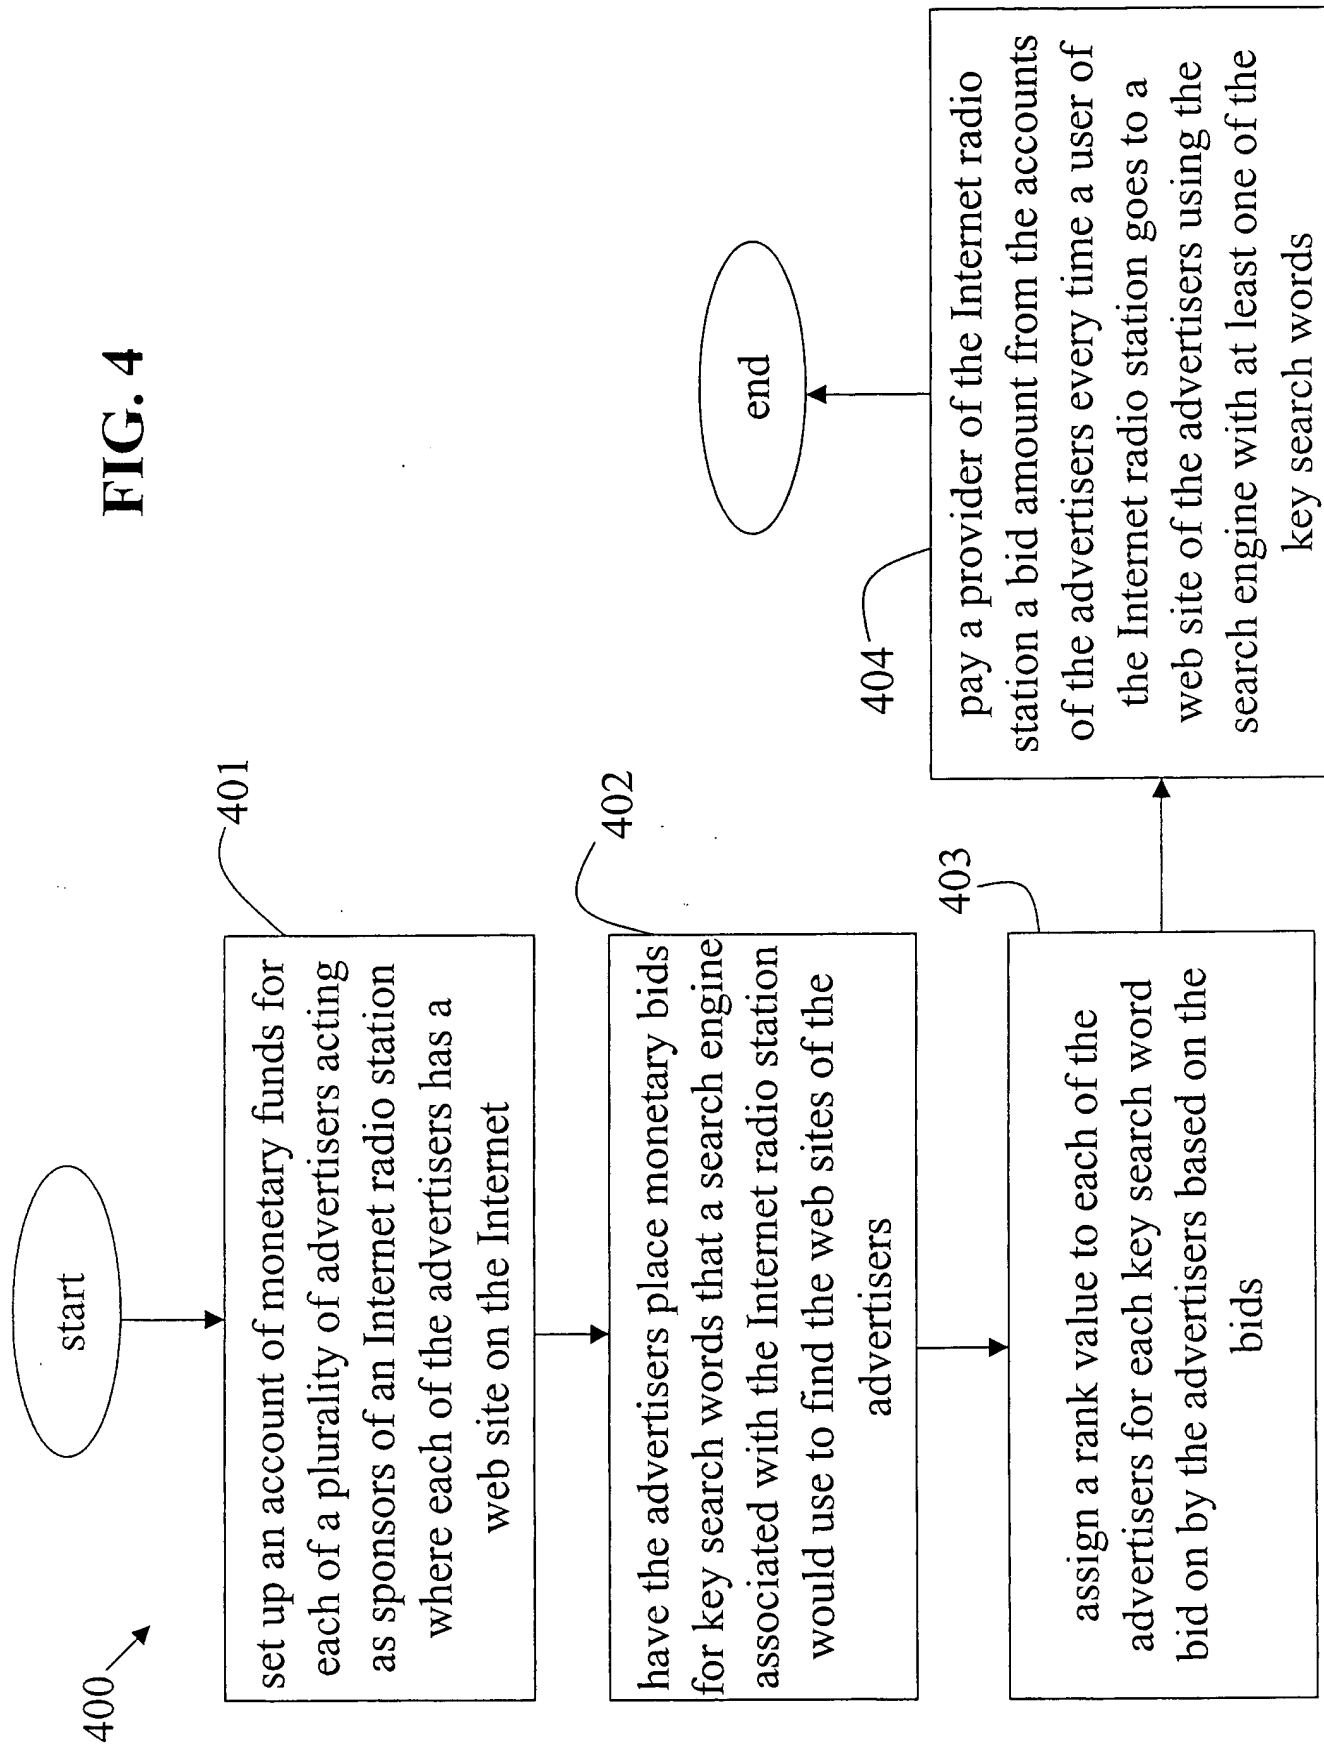 FIG. 4
400
start
401
set up an account of monetary funds for
each of a plurality of advertisers acting
as sponsors of an Internet radio station
where each of the advertisers has a
web site on the Internet
402
have the advertisers place monetary bids
for key search words that a search engine
associated with the Internet radio station
would use to find the web sites of the
advertisers
403
assign a rank value to each of the
advertisers for each key search word
bid on by the advertisers based on the
bids
404
pay a provider of the Internet radio
station a bid amount from the accounts
of the advertisers every time a user of
the Internet radio station goes to a
web site of the advertisers using the
search engine with at least one of the
key search words
end